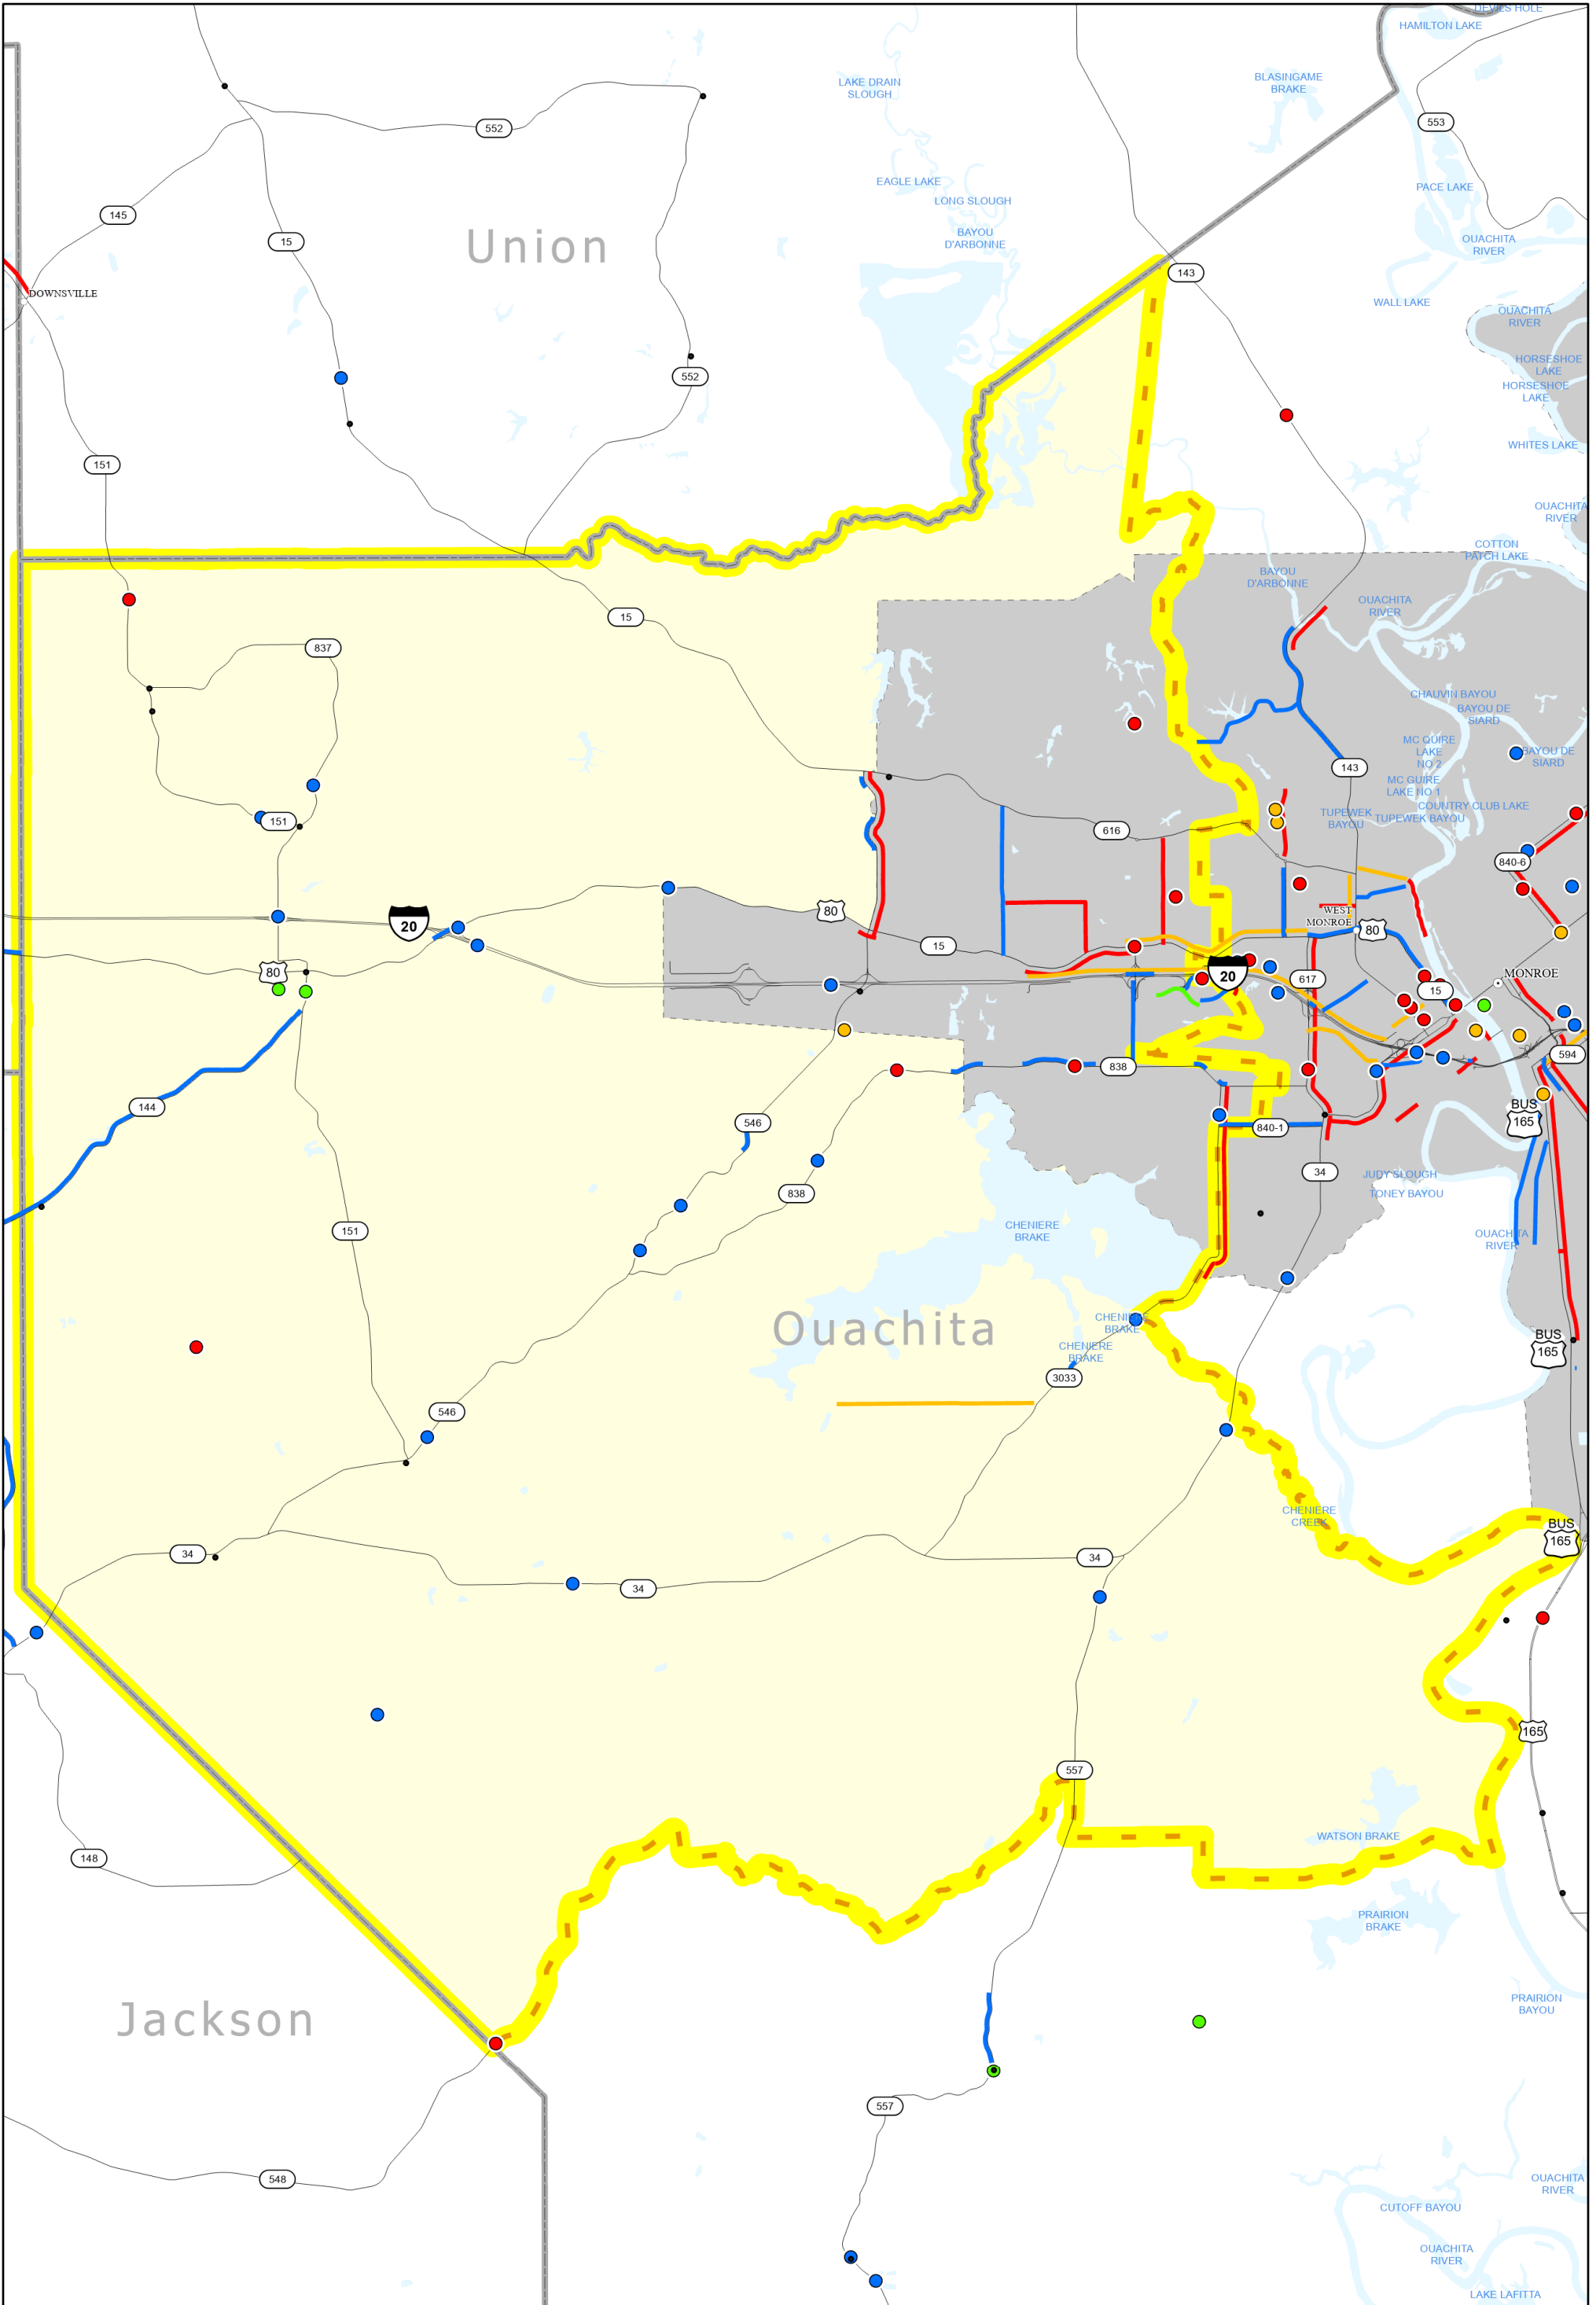 DEVILS HOLE
HAMILTON LAKE
LAKE DRAIN
SLOUGH
BLASINGAME
BRAKE
553
552
EAGLE LAKE
PACE LAKE
LONG SLOUGH
145
15
Union
BAYOU
D'ARBONNE
OUACHITA
RIVER
143
DOWNSVILLE
WALL LAKE
OUACHITA
RIVER
HORSESHOE
LAKE
HORSESHOE
LAKE
552
WHITES LAKE
151
OUACHITA
RIVER
COTTON
PATCH LAKE
BAYOU
D'ARBONNE
OUACHITA
RIVER
15
837
CHAUVIN BAYOU
BAYOU DE
SIARD
MC QUIRE
LAKE
NO 2
BAYOU DE
SIARD
143
MC GUIRE
LAKE NO 1
COUNTRY CLUB LAKE
TUPEWEK
BAYOU
TUPEWEK BAYOU
151
616
840-6
80
WEST
MONROE
20
80
15
80
20
617
MONROE
15
594
838
144
BUS
165
546
840-1
34
JUDY SLOUGH
TONEY BAYOU
838
151
CHENIERE
BRAKE
OUACHITA
RIVER
Ouachita
CHENIERE
BRAKE
CHENIERE
BRAKE
BUS
165
3033
546
CHENIERE
CREEK
BUS
165
34
34
34
165
557
WATSON BRAKE
148
PRAIRION
BRAKE
Jackson
PRAIRION
BAYOU
557
548
OUACHITA
RIVER
CUTOFF BAYOU
OUACHITA
RIVER
LAKE LAFITTA